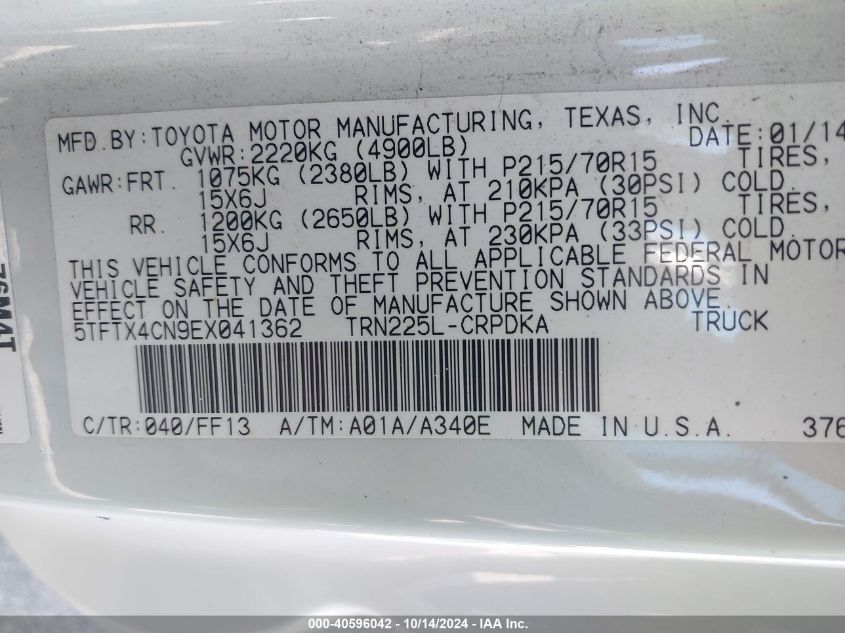 MFD.BY:TOYOTA MOTOR MANUFACTURING, TEXAS, INC.
GVWR:2220KG (4900LB) DATE:01/14
GAWR:FRT. 1075KG (2380LB) WITH P215/70R15 TIRES,
15X6J RIMS, AT 210KPA (30PSI) COLD.
RR. 1200KG (2650LB) WITH P215/70R15 TIRES,
15X6J RIMS, AT 230KPA (33PSI) COLD.
THIS VEHICLE CONFORMS TO ALL APPLICABLE FEDERAL MOTOR
VEHICLE SAFETY AND THEFT PREVENTION STANDARDS IN
EFFECT ON THE DATE OF MANUFACTURE SHOWN ABOVE.
5TFTX4CN9EX041362 TRN225L-CRPDKA TRUCK
C/TR:040/FF13 A/TM:A01A/A340E MADE IN U.S.A. 376
000-40596042 - 10/14/2024 - IAA Inc.